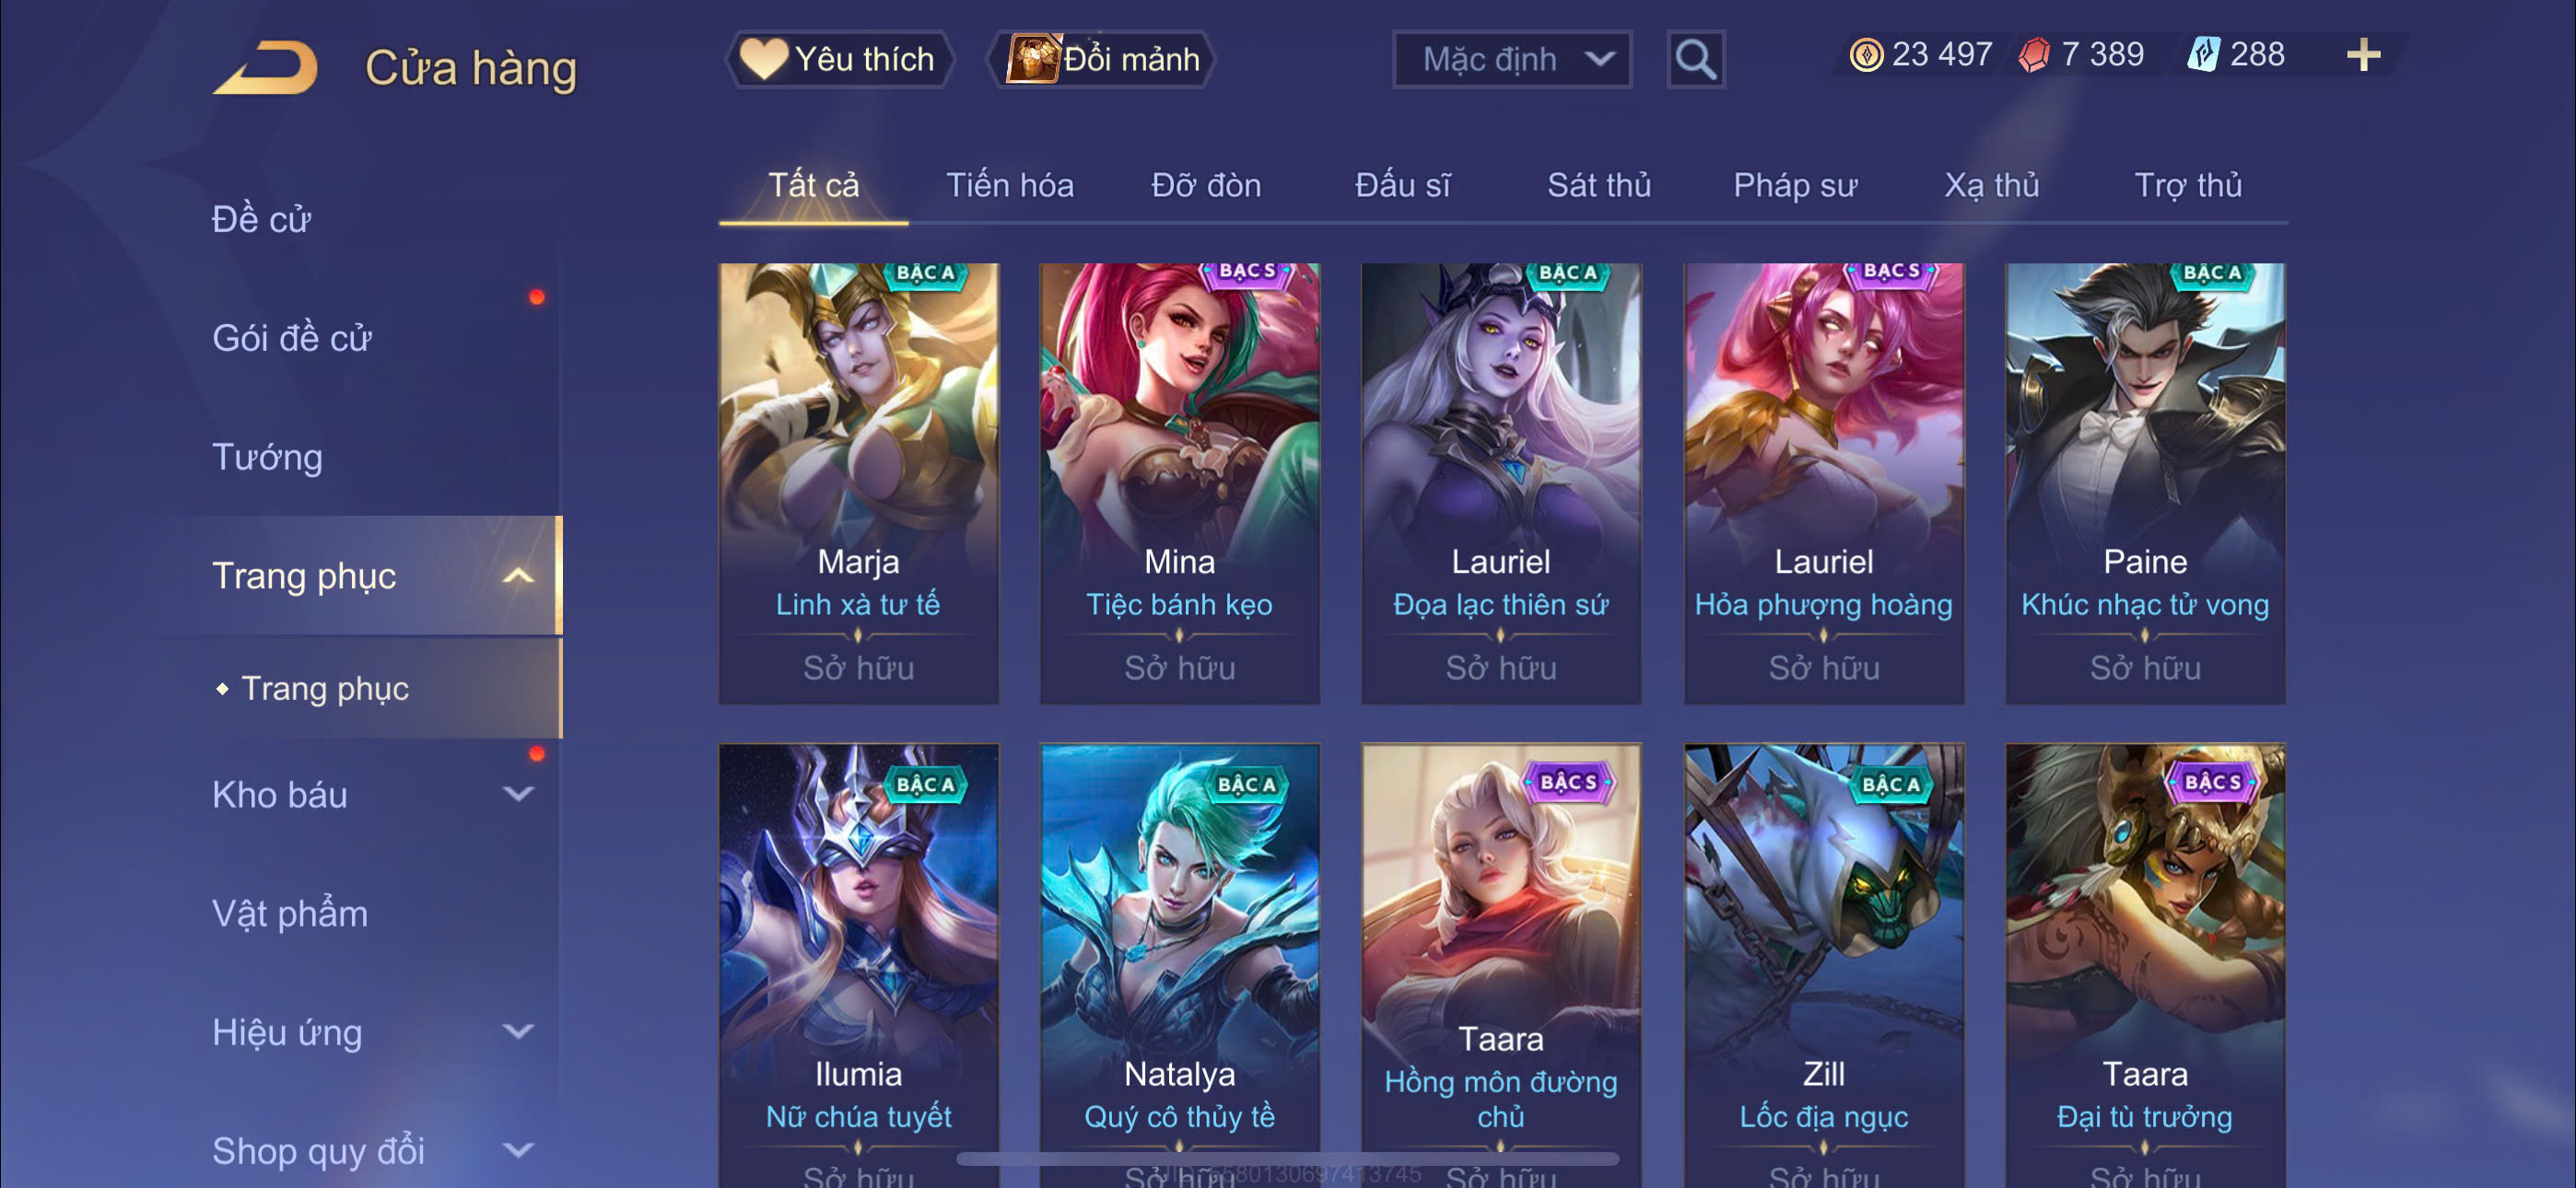 Cửa hàng
Yêu thích
Đổi mảnh
Mặc định
23 497
7 389
288
Tất cả
Tiến hóa
Đỡ đòn
Đấu sĩ
Sát thủ
Pháp sư
Xạ thủ
Trợ thủ
Đề cử
Gói đề cử
Tướng
Trang phục
Trang phục
Kho báu
Vật phẩm
Hiệu ứng
Shop quy đổi
BẬC A
Marja
Linh xà tư tế
Sở hữu
BẬC S
Mina
Tiệc bánh kẹo
Sở hữu
BẬC A
Lauriel
Đọa lạc thiên sứ
Sở hữu
BẬC S
Lauriel
Hỏa phượng hoàng
Sở hữu
BẬC A
Paine
Khúc nhạc tử vong
Sở hữu
BẬC A
Ilumia
Nữ chúa tuyết
Sở hữu
BẬC A
Natalya
Quý cô thủy tề
Sở hữu
BẬC S
Taara
Hồng môn đường
chủ
Sở hữu
BẬC A
Zill
Lốc địa ngục
Sở hữu
BẬC S
Taara
Đại tù trưởng
Sở hữu